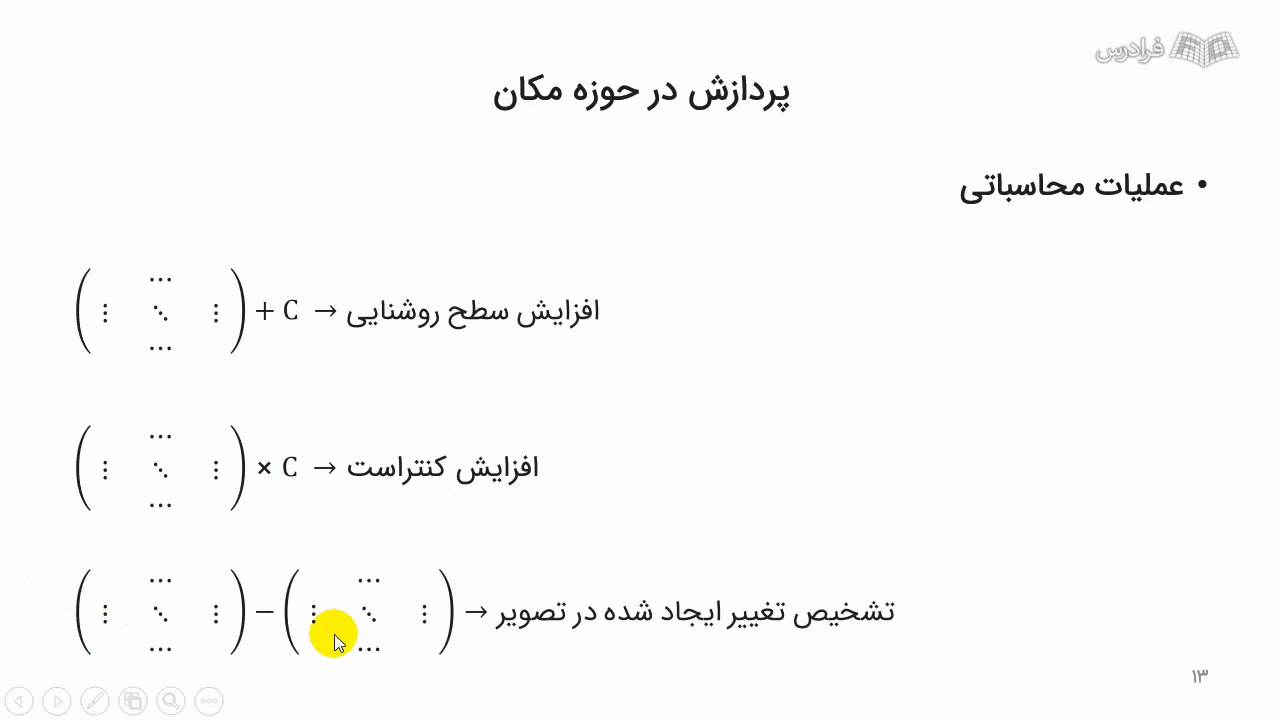 فرادرس
پردازش در حوزه مکان
• عملیات محاسباتی
(⋮ ⋯ ⋱ ⋯ ⋮) + C → افزایش سطح روشنایی
(⋮ ⋯ ⋱ ⋯ ⋮) × C → افزایش کنتراست
(⋮ ⋯ ⋱ ⋯ ⋮) − (⋮ ⋯ ⋱ ⋯ ⋮) → تشخیص تغییر ایجاد شده در تصویر
۱۳